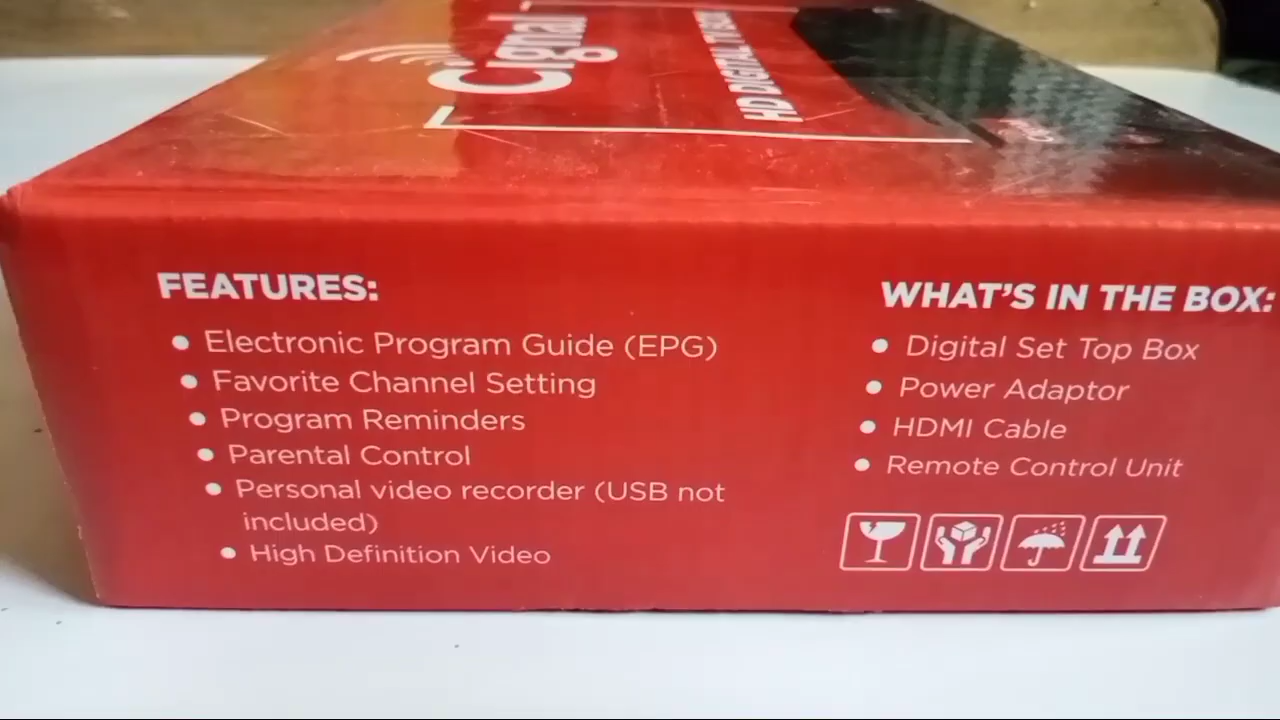 Cignal
HD DIGITAL TV
FEATURES:
• Electronic Program Guide (EPG)
• Favorite Channel Setting
• Program Reminders
• Parental Control
• Personal video recorder (USB not
included)
• High Definition Video
WHAT'S IN THE BOX:
• Digital Set Top Box
• Power Adaptor
• HDMI Cable
• Remote Control Unit